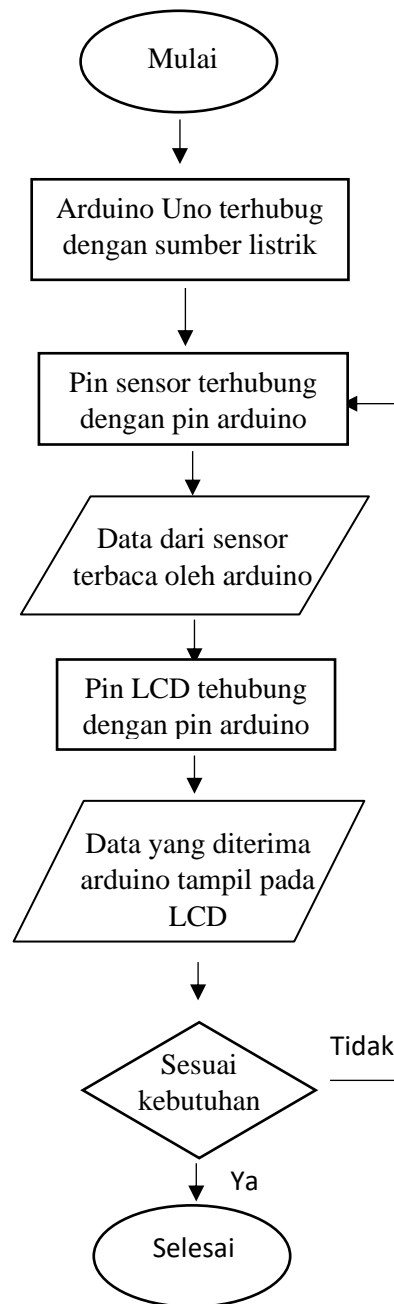 Mulai
Arduino Uno terhubug
dengan sumber listrik
Pin sensor terhubung
dengan pin arduino
Data dari sensor
terbaca oleh arduino
Pin LCD tehubung
dengan pin arduino
Data yang diterima
arduino tampil pada
LCD
Sesuai
kebutuhan
Tidak
Ya
Selesai